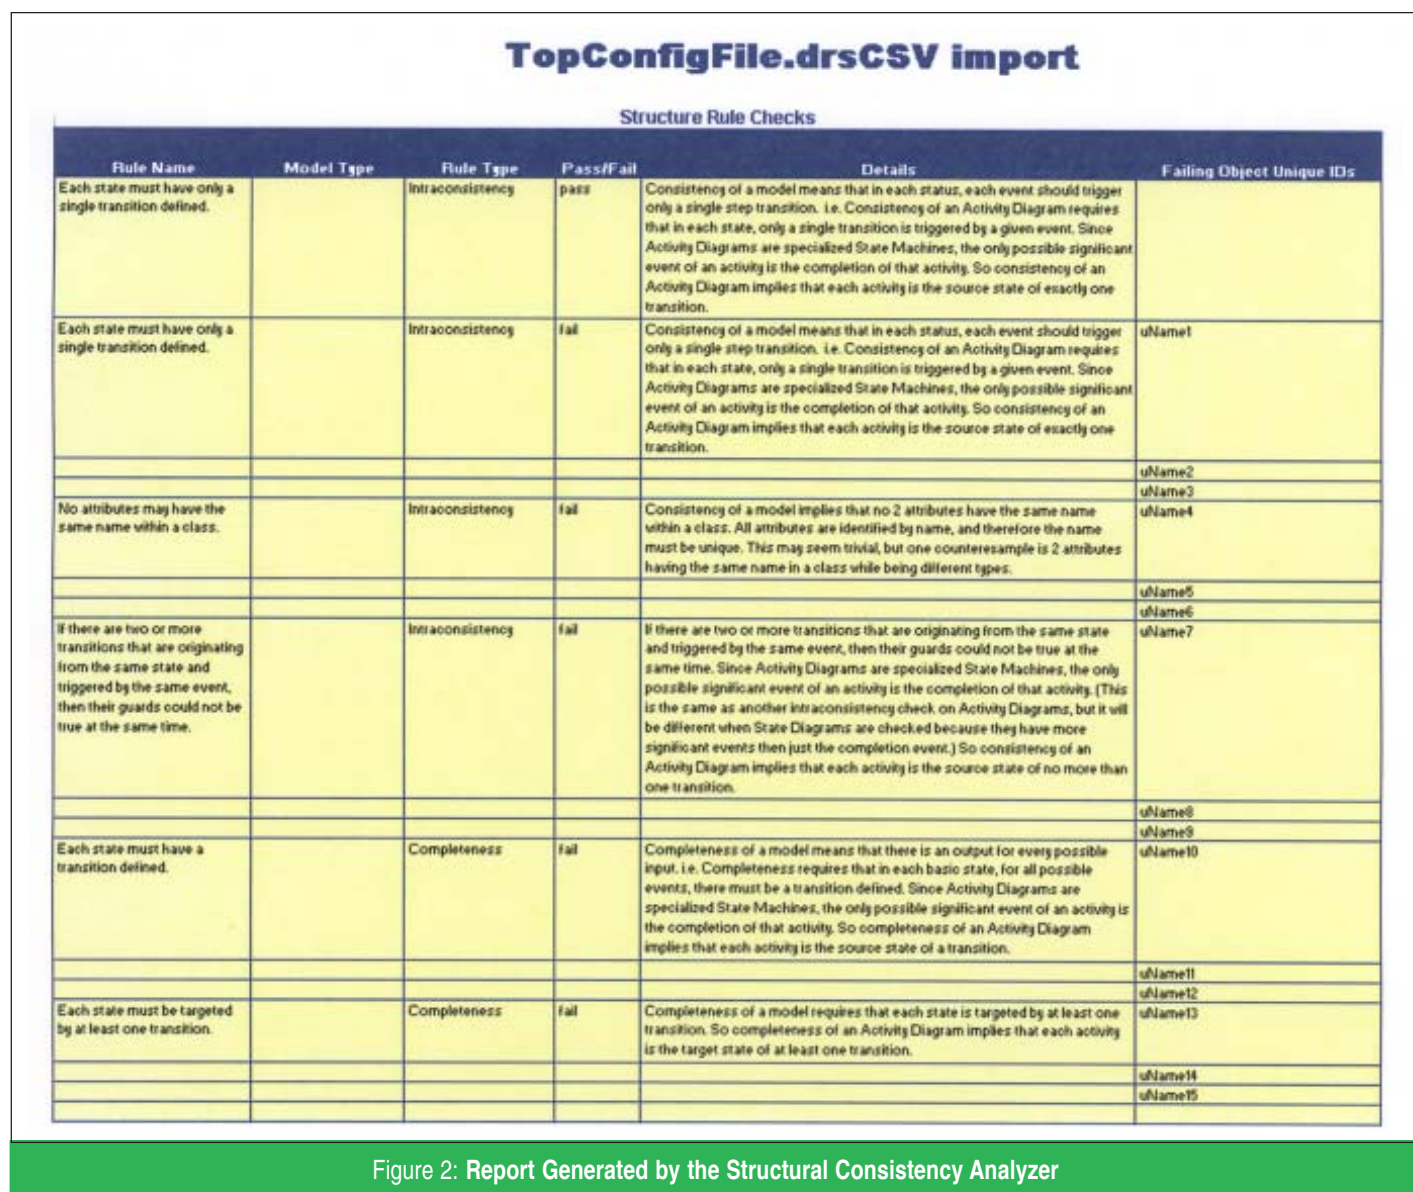 TopConfigFile.drsCSV import
Structure Rule Checks
Rule Name Model Type Rule Type Pass/Fail Details Failing Object Unique IDs
Each state must have only a single transition defined. Intraconsistency pass Consistency of a model means that in each status, each event should trigger
only a single step transition. i.e. Consistency of an Activity Diagram requires
that in each state, only a single transition is triggered by a given event. Since
Activity Diagrams are specialized State Machines, the only possible significant
event of an activity is the completion of that activity. So consistency of an
Activity Diagram implies that each activity is the source state of exactly one
transition.
Each state must have only a single transition defined. Intraconsistency fail Consistency of a model means that in each status, each event should trigger uName1
only a single step transition. i.e. Consistency of an Activity Diagram requires
that in each state, only a single transition is triggered by a given event. Since
Activity Diagrams are specialized State Machines, the only possible significant
event of an activity is the completion of that activity. So consistency of an
Activity Diagram implies that each activity is the source state of exactly one
transition.
uName2
uName3
No attributes may have the same name within a class. Intraconsistency fail Consistency of a model implies that no 2 attributes have the same name uName4
within a class. All attributes are identified by name, and therefore the name
must be unique. This may seem trivial, but one counteresample is 2 attributes
having the same name in a class while being different types.
uName5
uName6
If there are two or more
transitions that are originating
from the same state and
triggered by the same event,
then their guards could not be
true at the same time.
Intraconsistency fail If there are two or more transitions that are originating from the same state uName7
and triggered by the same event, then their guards could not be true at the
same time. Since Activity Diagrams are specialized State Machines, the only
possible significant event of an activity is the completion of that activity. (This
is the same as another intraconsistency check on Activity Diagrams, but it will
be different when State Diagrams are checked because they have more
significant events then just the completion event.) So consistency of an
Activity Diagram implies that each activity is the source state of no more than
one transition.
uName8
uName9
Each state must have a transition defined. Completeness fail Completeness of a model means that there is an output for every possible uName10
input. i.e. Completeness requires that in each basic state, for all possible
events, there must be a transition defined. Since Activity Diagrams are
specialized State Machines, the only possible significant event of an activity is
the completion of that activity. So completeness of an Activity Diagram
implies that each activity is the source state of a transition.
uName11
uName12
Each state must be targeted by at least one transition. Completeness fail Completeness of a model requires that each state is targeted by at least one uName13
transition. So completeness of an Activity Diagram implies that each activity
is the target state of at least one transition.
uName14
uName15
Figure 2: Report Generated by the Structural Consistency Analyzer